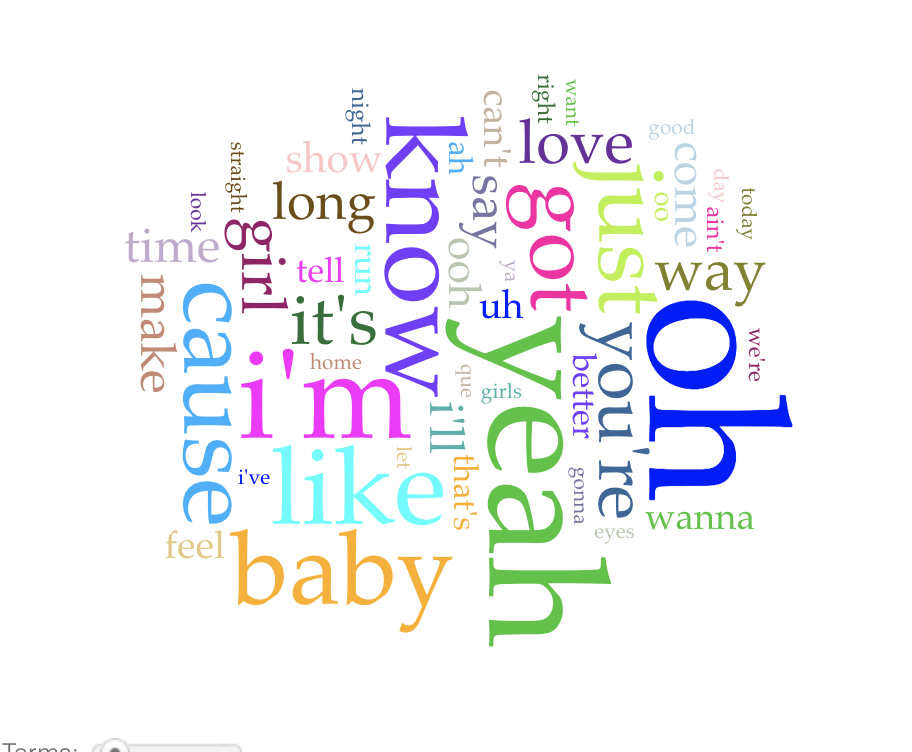 night
right
want
can't
good
love
know
ah
show
straight
come
just
day
long
say
got
oo
look
girl
ain't
today
time
ooh
tell
run
ya
way
make
cause
uh
it's
oh
yeah
you're
we're
i'm
home
better
que
girls
i'll
like
let
that's
i've
gonna
wanna
eyes
feel
baby
Terms: